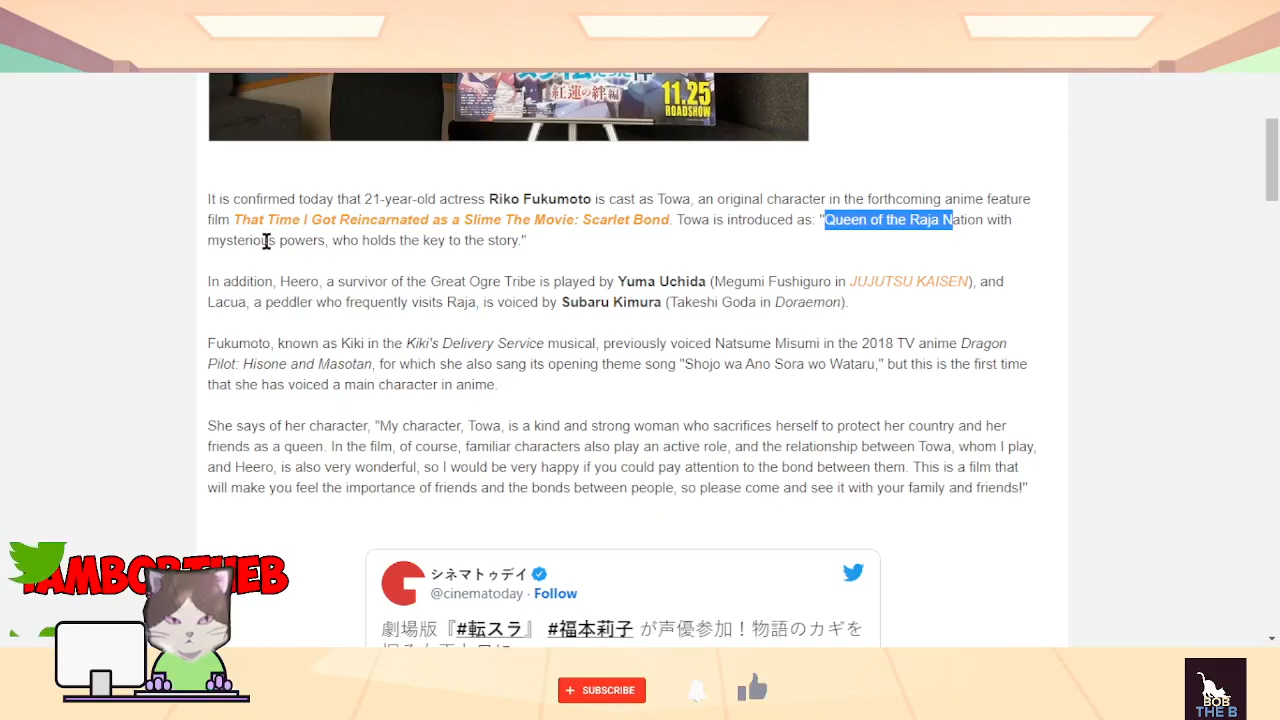 スライムだった件
紅蓮の絆編
11.25
ROADSHOW
It is confirmed today that 21-year-old actress Riko Fukumoto is cast as Towa, an original character in the forthcoming anime feature
film That Time I Got Reincarnated as a Slime The Movie: Scarlet Bond. Towa is introduced as: "Queen of the Raja Nation with
mysterious powers, who holds the key to the story."
In addition, Heero, a survivor of the Great Ogre Tribe is played by Yuma Uchida (Megumi Fushiguro in JUJUTSU KAISEN), and
Lacua, a peddler who frequently visits Raja, is voiced by Subaru Kimura (Takeshi Goda in Doraemon).
Fukumoto, known as Kiki in the Kiki's Delivery Service musical, previously voiced Natsume Misumi in the 2018 TV anime Dragon
Pilot: Hisone and Masotan, for which she also sang its opening theme song "Shojo wa Ano Sora wo Wataru," but this is the first time
that she has voiced a main character in anime.
She says of her character, "My character, Towa, is a kind and strong woman who sacrifices herself to protect her country and her
friends as a queen. In the film, of course, familiar characters also play an active role, and the relationship between Towa, whom I play,
and Heero, is also very wonderful, so I would be very happy if you could pay attention to the bond between them. This is a film that
will make you feel the importance of friends and the bonds between people, so please come and see it with your family and friends!"
シネマトゥデイ
@cinematoday · Follow
劇場版『#転スラ』 #福本莉子 が声優参加！物語のカギを
IAMBOBTHEB
+ SUBSCRIBE
BOB
THE B